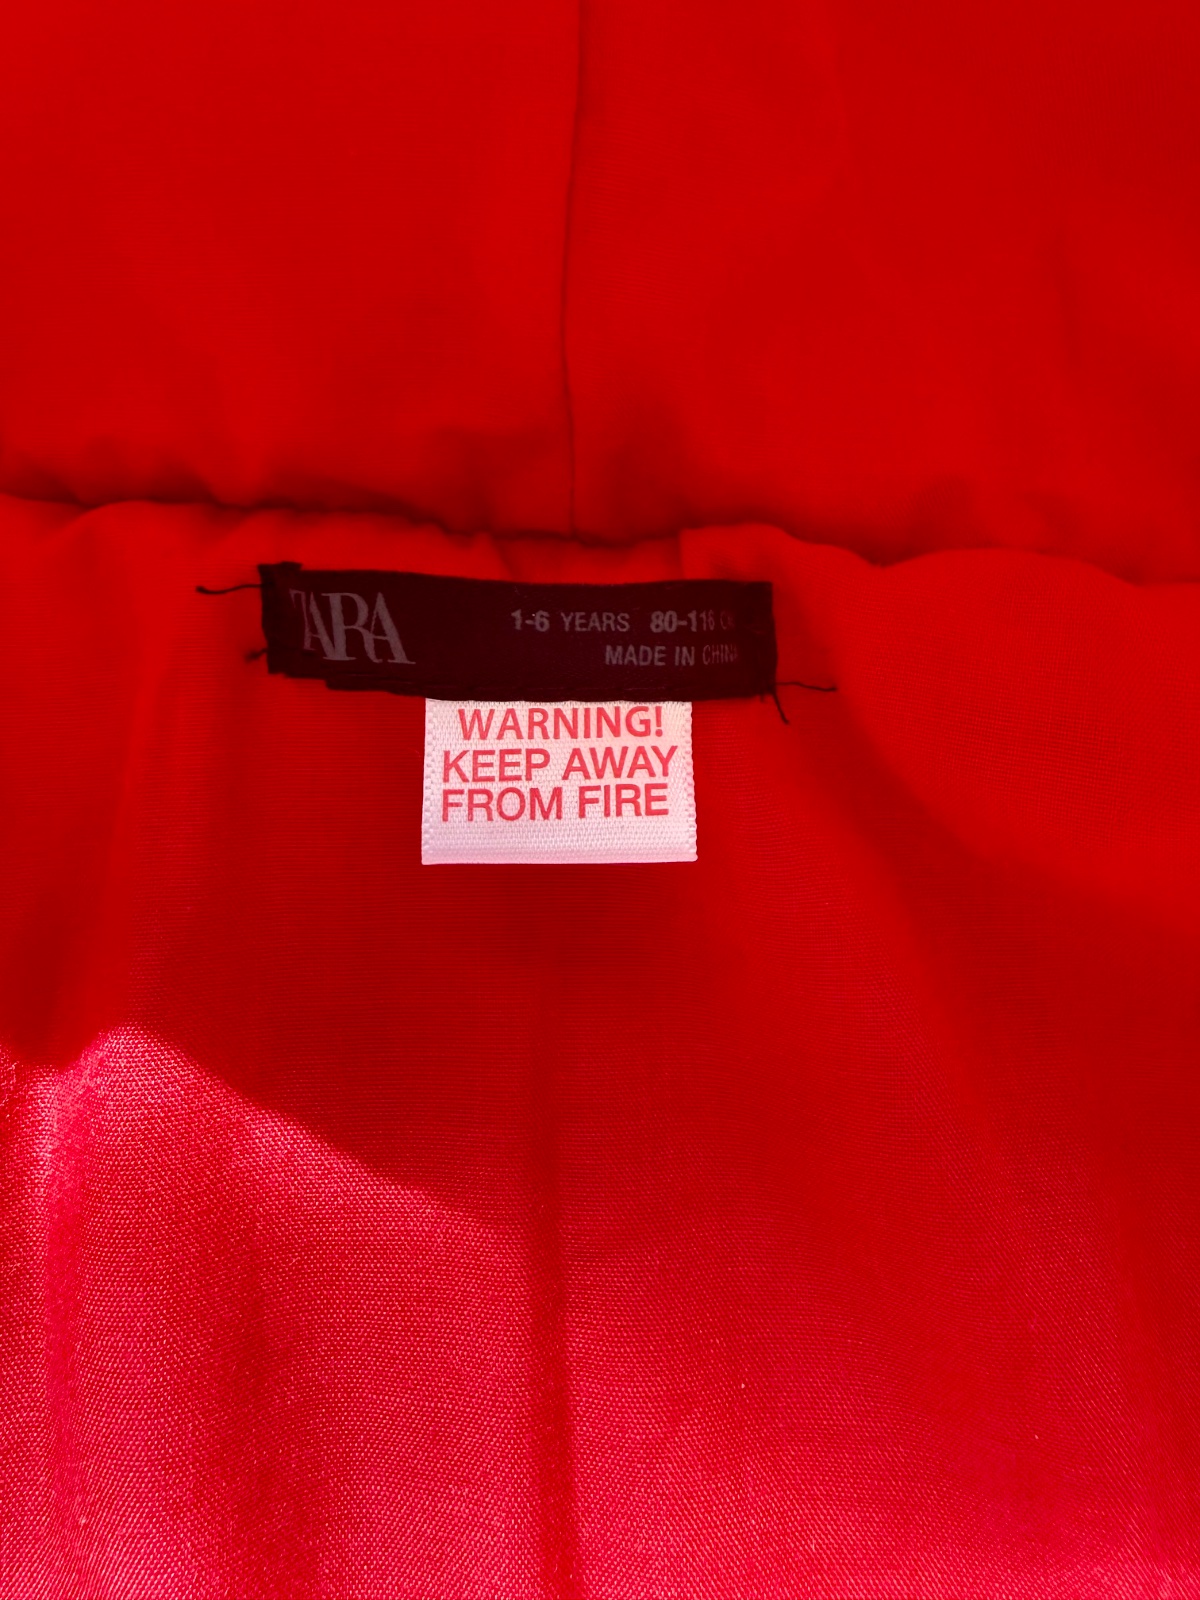 ZARA
1-6 YEARS 80-116 CM
MADE IN CHINA
WARNING!
KEEP AWAY
FROM FIRE